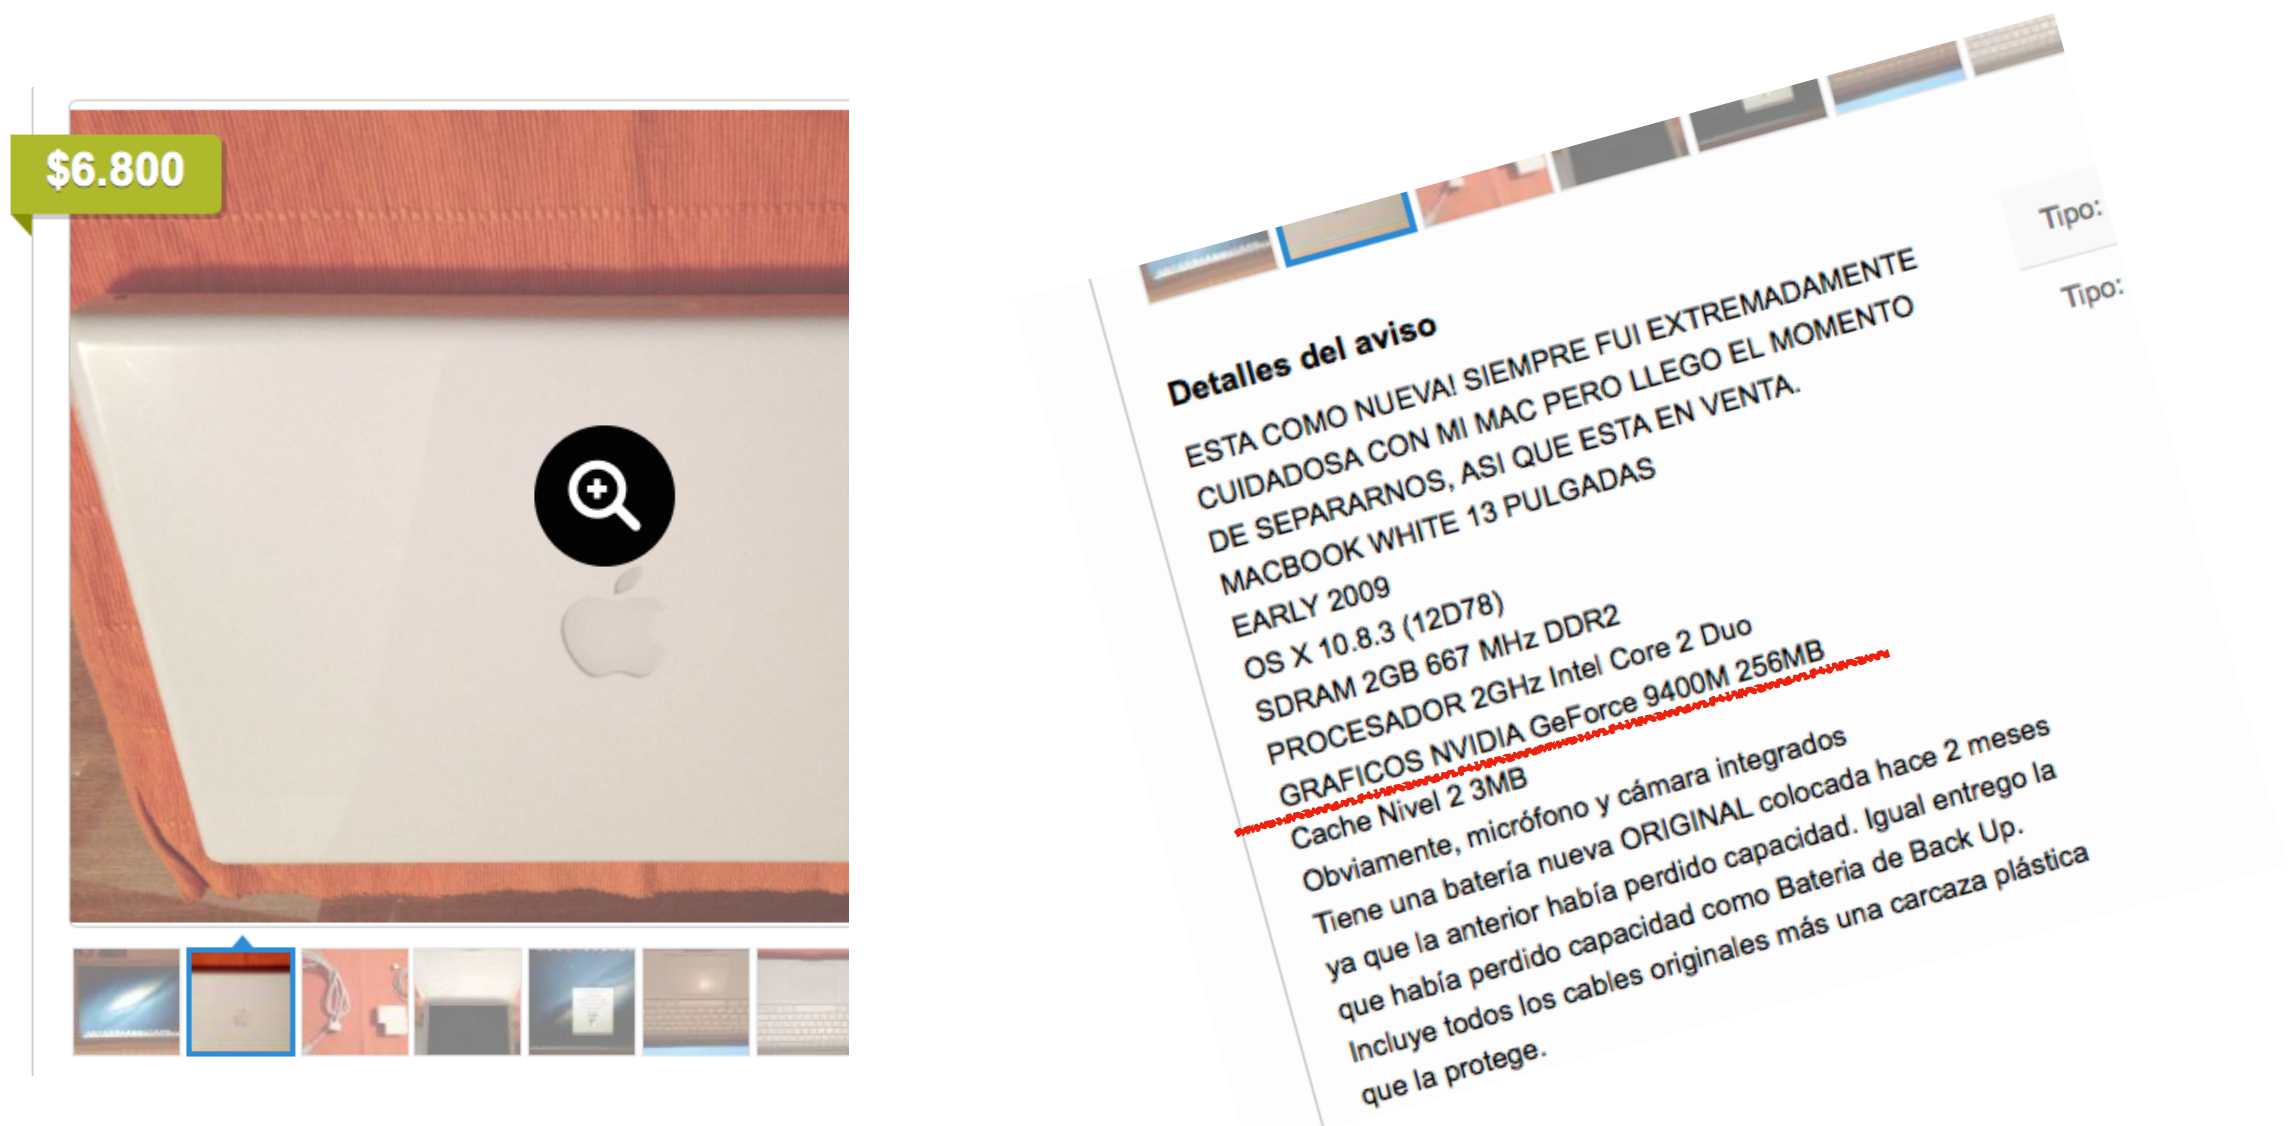 $6.800
Tipo:
Tipo:
Detalles del aviso
ESTA COMO NUEVA! SIEMPRE FUI EXTREMADAMENTE
CUIDADOSA CON MI MAC PERO LLEGO EL MOMENTO
DE SEPARARNOS, ASI QUE ESTA EN VENTA.
MACBOOK WHITE 13 PULGADAS
EARLY 2009
OS X 10.8.3 (12D78)
SDRAM 2GB 667 MHz DDR2
PROCESADOR 2GHz Intel Core 2 Duo
GRAFICOS NVIDIA GeForce 9400M 256MB
Cache Nivel 2 3MB
Obviamente, micrófono y cámara integrados
Tiene una batería nueva ORIGINAL colocada hace 2 meses
ya que la anterior había perdido capacidad. Igual entrego la
que había perdido capacidad como Bateria de Back Up.
Incluye todos los cables originales más una carcaza plástica
que la protege.